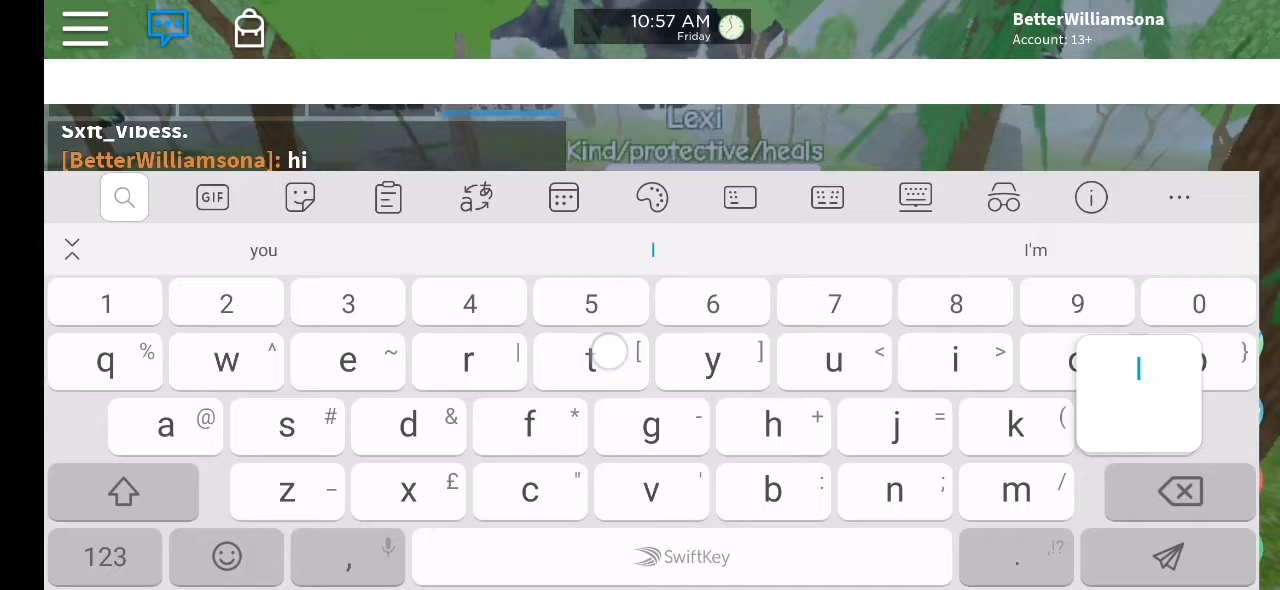 10:57 AM
Friday
BetterWilliamsona
Account: 13+
Lexi
Kind/protective/heals
Sxft_Vibess.
[BetterWilliamsona]: hi
GIF
you
I
I'm
1 2 3 4 5 6 7 8 9 0
q % w ^ e ~ r | t [ y ] u < i > o p }
a @ s # d & f * g - h + j = k ( l
z _ x £ c " v ' b : n ; m /
123 , SwiftKey . ,!?